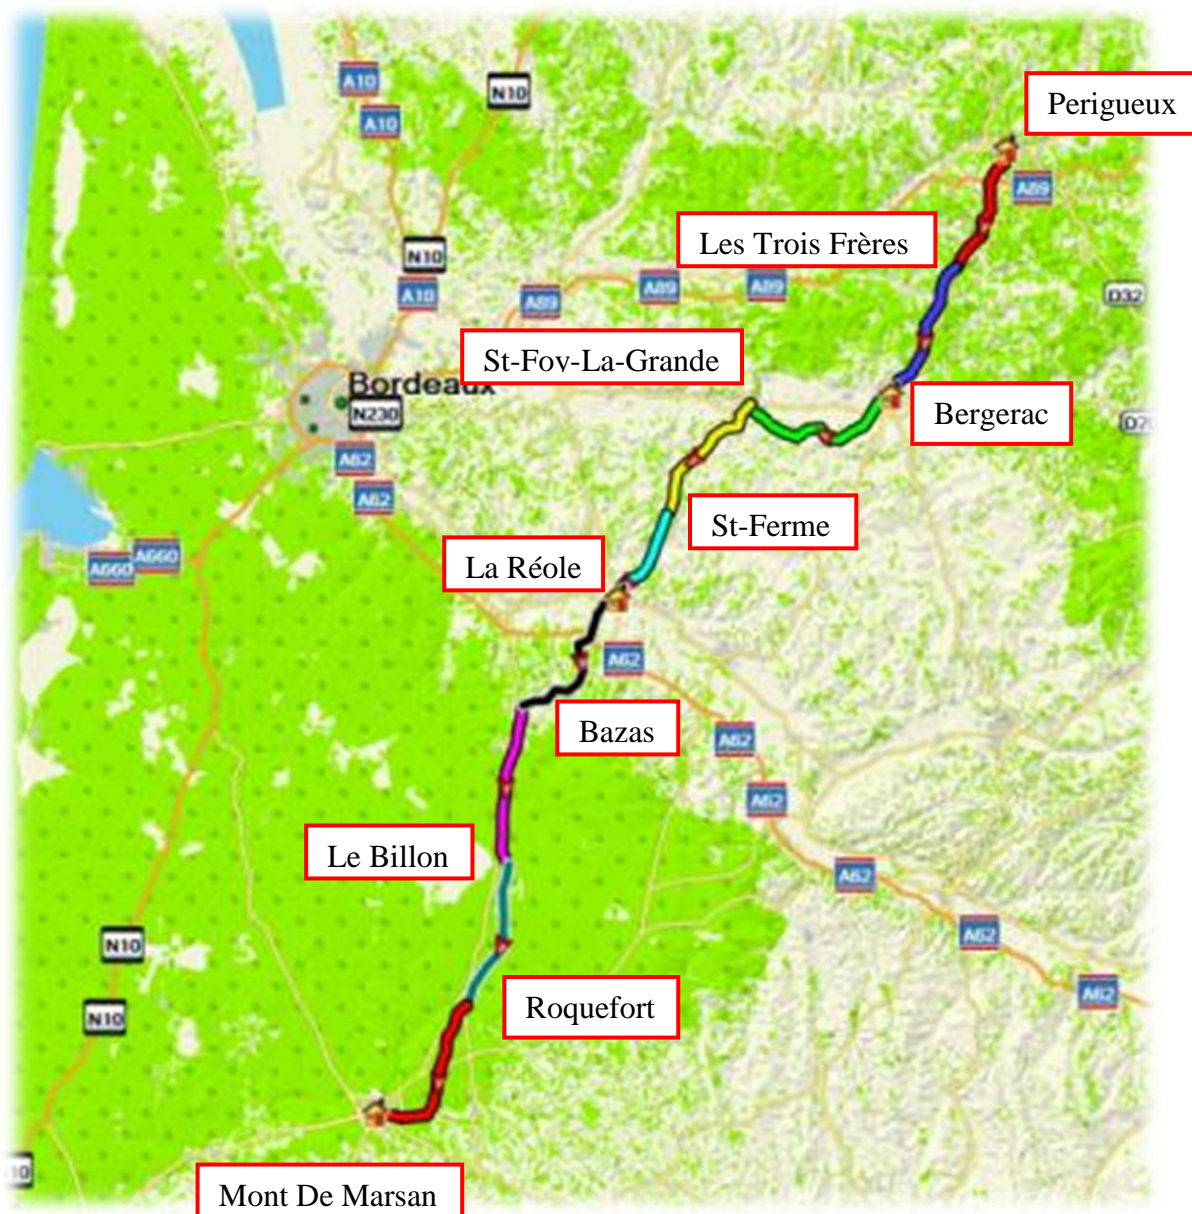 A10
N10
A10
Perigueux
A89
Les Trois Frères
N10
A10
A89
A89
A89
D32
St-Foy-La-Grande
Bordeaux
N230
Bergerac
A62
A62
St-Ferme
A660
A660
La Réole
A62
Bazas
A62
A62
Le Billon
A62
N10
A62
A62
Roquefort
N10
Mont De Marsan